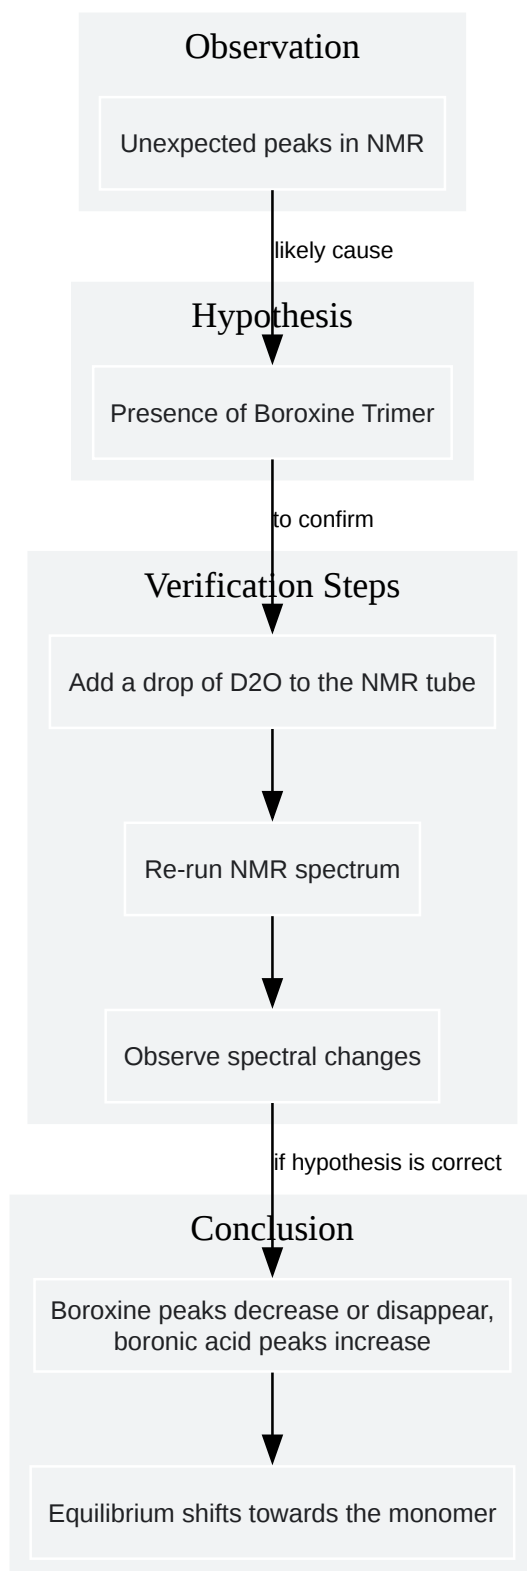 Observation
Unexpected peaks in NMR
likely cause
Hypothesis
Presence of Boroxine Trimer
to confirm
Verification Steps
Add a drop of D2O to the NMR tube
Re-run NMR spectrum
Observe spectral changes
if hypothesis is correct
Conclusion
Boroxine peaks decrease or disappear,
boronic acid peaks increase
Equilibrium shifts towards the monomer